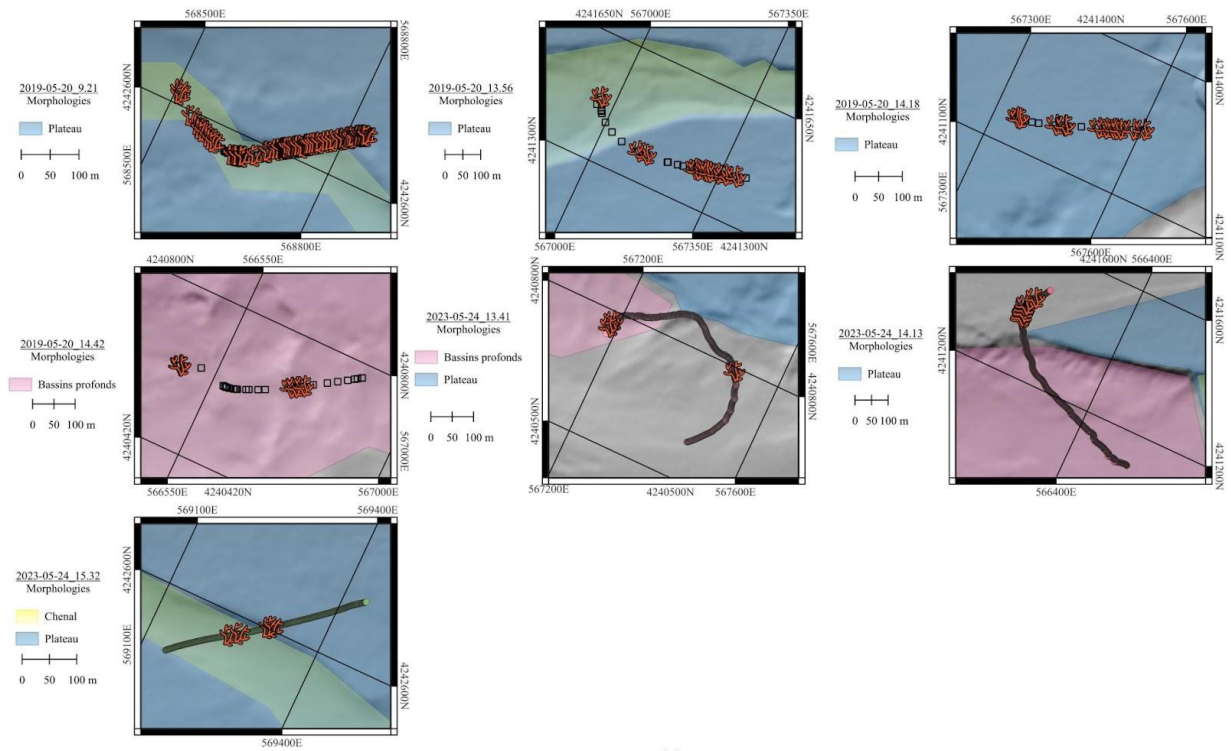 568500E
568800E
4242600N
568500E
4242600N
568800E
2019-05-20_9.21
Morphologies
Plateau
0 50 100 m
4241650N
567000E
567350E
4241300N
4241650N
567000E
567350E
4241300N
2019-05-20_13.56
Morphologies
Plateau
0 50 100 m
567300E
4241400N
567600E
4241100N
567300E
4241400N
4241100N
567600E
2019-05-20_14.18
Morphologies
Plateau
0 50 100 m
4240800N
566550E
4240420N
4240800N
567000E
566550E
4240420N
567000E
2019-05-20_14.42
Morphologies
Bassins profonds
0 50 100 m
567200E
4240800N
4240500N
567600E
4240800N
567200E
4240500N
567600E
2023-05-24_13.41
Morphologies
Bassins profonds
Plateau
0 50 100 m
4241600N
566400E
4241200N
4241600N
4241200N
566400E
2023-05-24_14.13
Morphologies
Plateau
0 50 100 m
569100E
569400E
4242600N
569100E
4242600N
569400E
2023-05-24_15.32
Morphologies
Chenal
Plateau
0 50 100 m